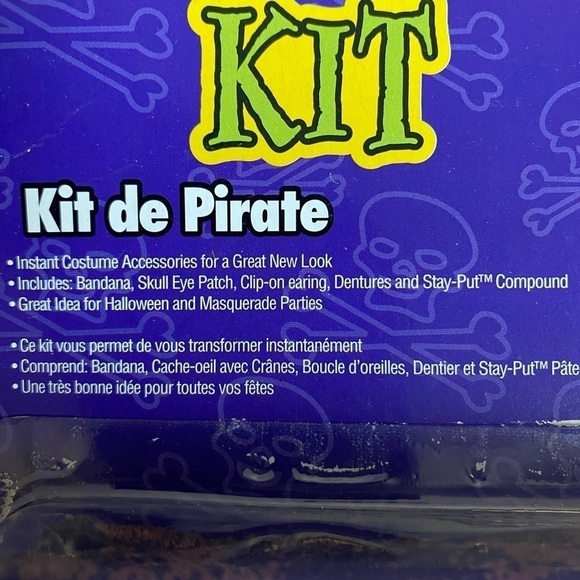 KIT
Kit de Pirate
• Instant Costume Accessories for a Great New Look
• Includes: Bandana, Skull Eye Patch, Clip-on earing, Dentures and Stay-Put™ Compound
• Great Idea for Halloween and Masquerade Parties
• Ce kit vous permet de vous transformer instantanément
• Comprend: Bandana, Cache-oeil avec Crânes, Boucle d'oreilles, Dentier et Stay-Put™ Pâte
• Une très bonne idée pour toutes vos fêtes